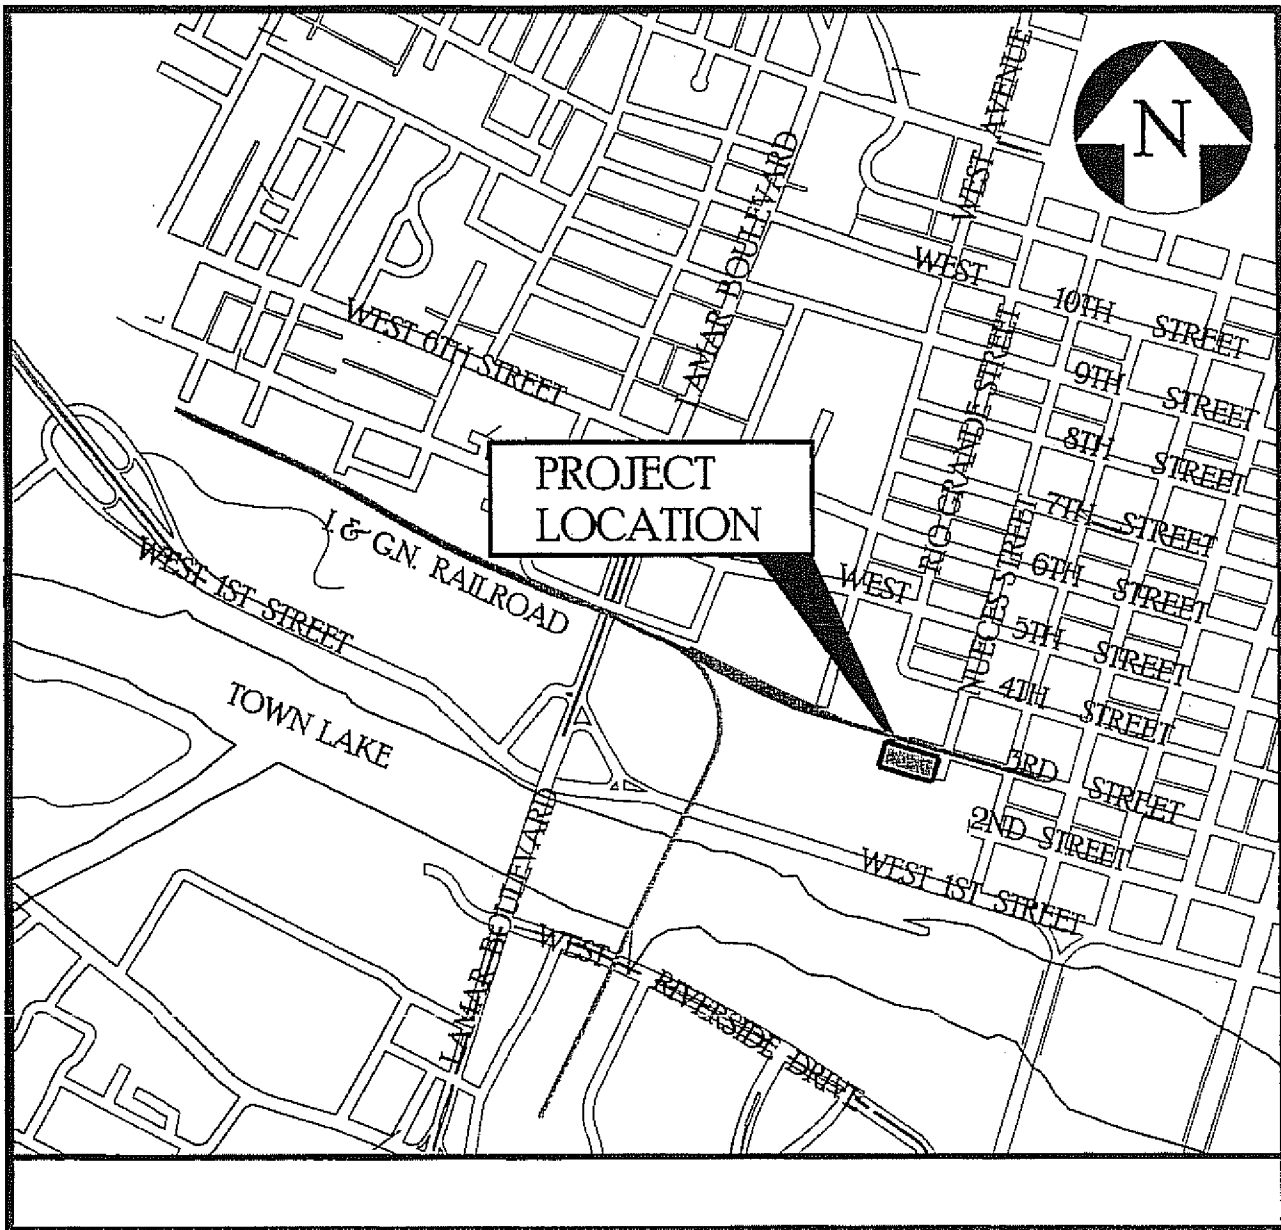 N
WEST AVENUE
LAMAR BOULEVARD
WEST 10TH STREET
WEST 6TH STREET
RIO GRANDE STREET
9TH STREET
8TH STREET
7TH STREET
PROJECT
LOCATION
NUECES STREET
I. & G.N. RAILROAD
WEST 6TH STREET
WEST 1ST STREET
5TH STREET
4TH STREET
TOWN LAKE
3RD STREET
2ND STREET
WEST 1ST STREET
LAMAR BOULEVARD
WEST RIVERSIDE DRIVE